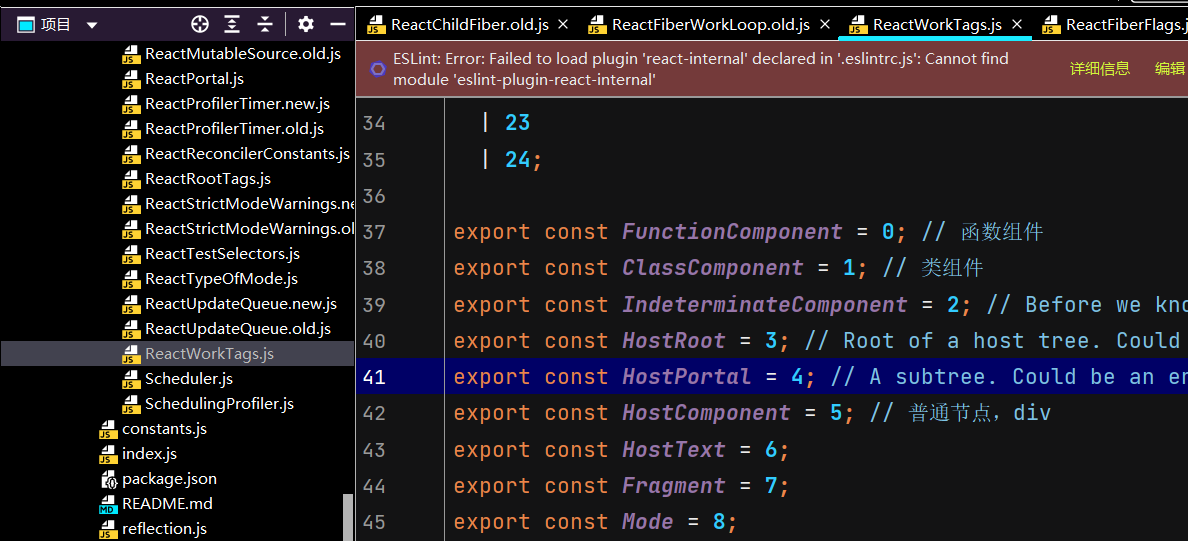 项目
ReactChildFiber.old.js
ReactFiberWorkLoop.old.js
ReactWorkTags.js
ReactFiberFlags.j
ESLint: Error: Failed to load plugin 'react-internal' declared in '.eslintrc.js': Cannot find
module 'eslint-plugin-react-internal'
详细信息
编辑
ReactMutableSource.old.js
ReactPortal.js
ReactProfilerTimer.new.js
ReactProfilerTimer.old.js
ReactReconcilerConstants.js
ReactRootTags.js
ReactStrictModeWarnings.ne
ReactStrictModeWarnings.ol
ReactTestSelectors.js
ReactTypeOfMode.js
ReactUpdateQueue.new.js
ReactUpdateQueue.old.js
ReactWorkTags.js
Scheduler.js
SchedulingProfiler.js
constants.js
index.js
package.json
README.md
reflection.js
34 | 23
35 | 24;
36
37 export const FunctionComponent = 0; // 函数组件
38 export const ClassComponent = 1; // 类组件
39 export const IndeterminateComponent = 2; // Before we kno
40 export const HostRoot = 3; // Root of a host tree. Could
41 export const HostPortal = 4; // A subtree. Could be an en
42 export const HostComponent = 5; // 普通节点，div
43 export const HostText = 6;
44 export const Fragment = 7;
45 export const Mode = 8;